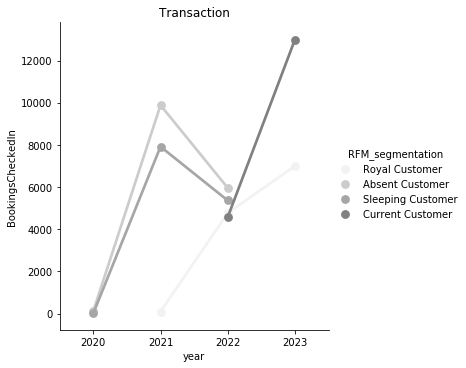 Transaction
BookingsCheckedIn
12000
10000
8000
6000
4000
2000
0
2020 2021 2022 2023
year
RFM_segmentation
Royal Customer
Absent Customer
Sleeping Customer
Current Customer